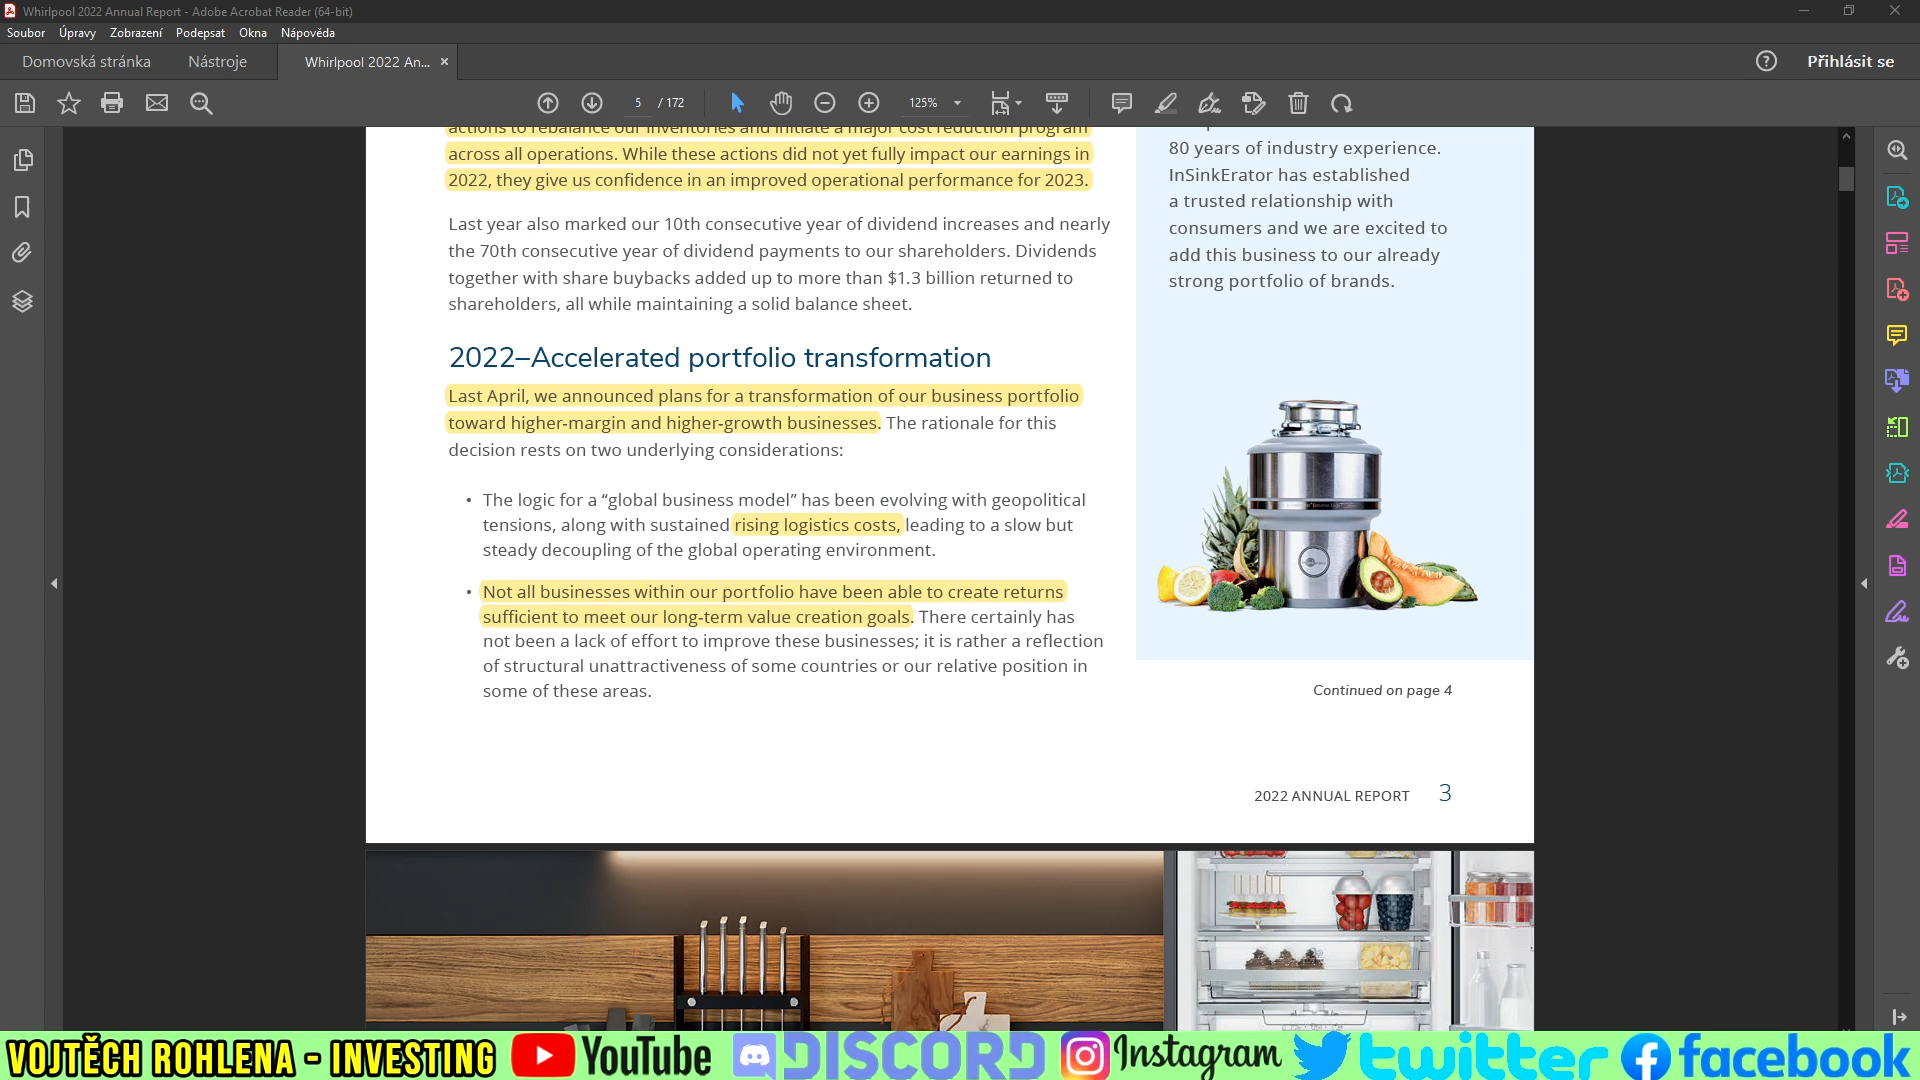 Whirlpool 2022 Annual Report - Adobe Acrobat Reader (64-bit)
Soubor Úpravy Zobrazení Podepsat Okna Nápověda
Domovská stránka Nástroje Whirlpool 2022 An... Přihlásit se
5 / 172 125%
actions to rebalance our inventories and initiate a major cost reduction program
across all operations. While these actions did not yet fully impact our earnings in
2022, they give us confidence in an improved operational performance for 2023.
Last year also marked our 10th consecutive year of dividend increases and nearly
the 70th consecutive year of dividend payments to our shareholders. Dividends
together with share buybacks added up to more than $1.3 billion returned to
shareholders, all while maintaining a solid balance sheet.
2022–Accelerated portfolio transformation
Last April, we announced plans for a transformation of our business portfolio
toward higher-margin and higher-growth businesses. The rationale for this
decision rests on two underlying considerations:
• The logic for a “global business model” has been evolving with geopolitical
tensions, along with sustained rising logistics costs, leading to a slow but
steady decoupling of the global operating environment.
• Not all businesses within our portfolio have been able to create returns
sufficient to meet our long-term value creation goals. There certainly has
not been a lack of effort to improve these businesses; it is rather a reflection
of structural unattractiveness of some countries or our relative position in
some of these areas.
80 years of industry experience.
InSinkErator has established
a trusted relationship with
consumers and we are excited to
add this business to our already
strong portfolio of brands.
Continued on page 4
2022 ANNUAL REPORT 3
VOJTĚCH ROHLENA - INVESTING YouTube DISCORD Instagram twitter facebook